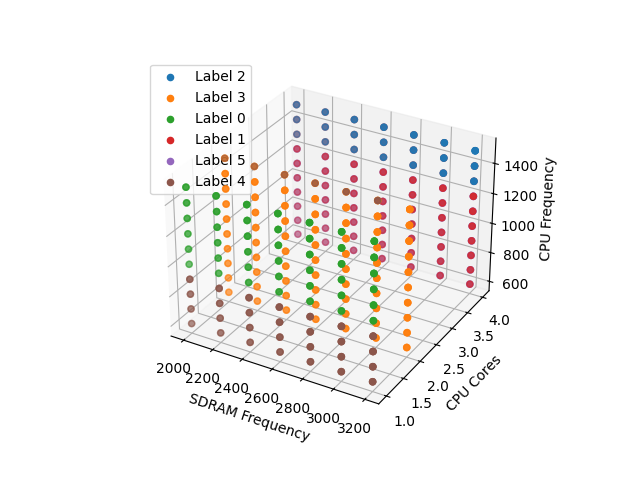 Label 2
Label 3
Label 0
Label 1
Label 5
Label 4
1400
1200
1000
800
600
CPU Frequency
4.0
3.5
3.0
2.5
2.0
1.5
1.0
CPU Cores
2000
2200
2400
2600
2800
3000
3200
SDRAM Frequency